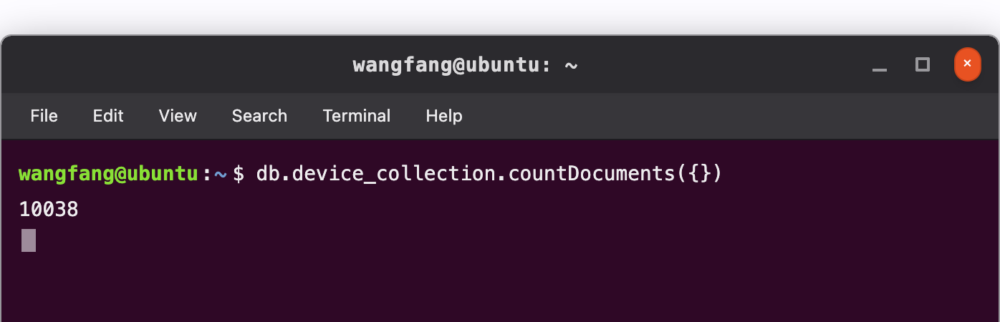 wangfang@ubuntu: ~
File Edit View Search Terminal Help
wangfang@ubuntu:~$ db.device_collection.countDocuments({})
10038